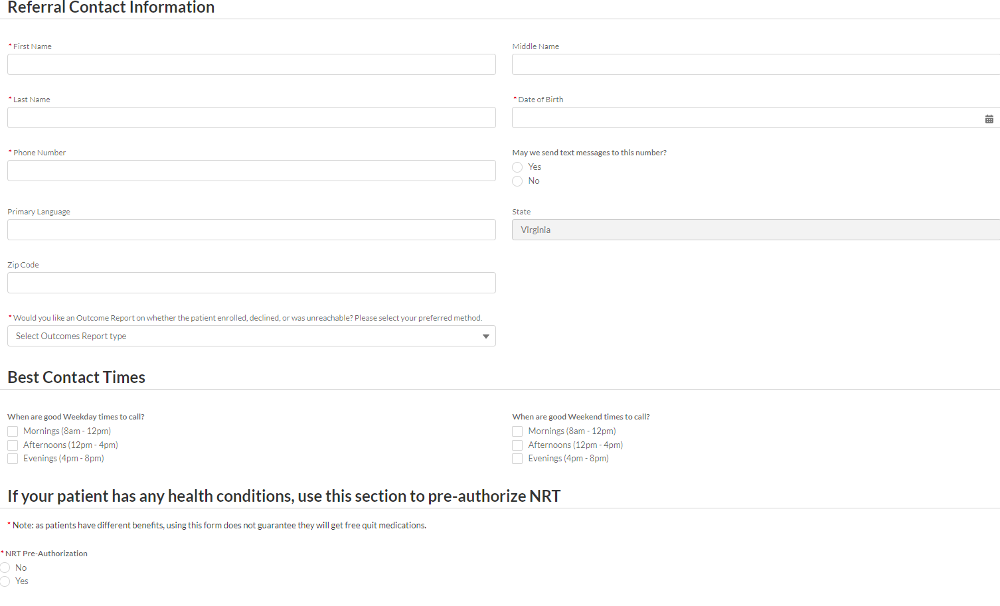 Referral Contact Information
* First Name
Middle Name
* Last Name
* Date of Birth
* Phone Number
May we send text messages to this number?
Yes
No
Primary Language
State
Virginia
Zip Code
* Would you like an Outcome Report on whether the patient enrolled, declined, or was unreachable? Please select your preferred method.
Select Outcomes Report type
Best Contact Times
When are good Weekday times to call?
Mornings (8am - 12pm)
Afternoons (12pm - 4pm)
Evenings (4pm - 8pm)
When are good Weekend times to call?
Mornings (8am - 12pm)
Afternoons (12pm - 4pm)
Evenings (4pm - 8pm)
If your patient has any health conditions, use this section to pre-authorize NRT
* Note: as patients have different benefits, using this form does not guarantee they will get free quit medications.
* NRT Pre-Authorization
No
Yes